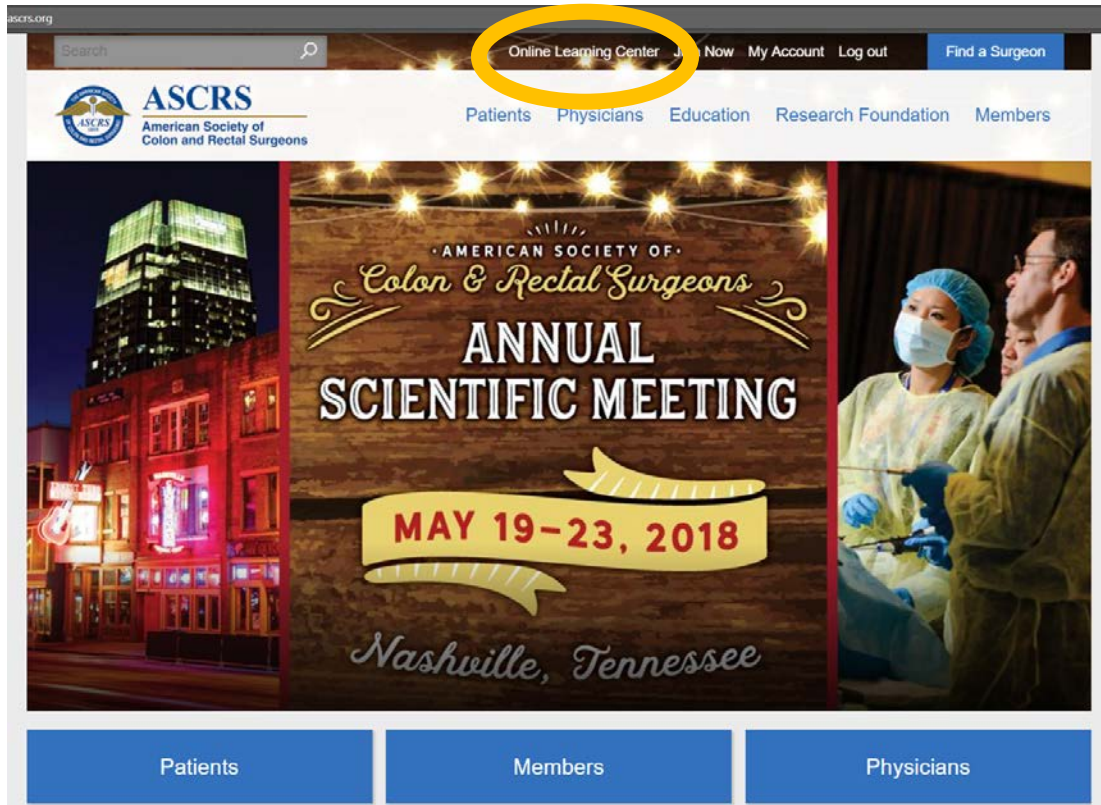 ascrs.org
Search
Online Learning Center Now My Account Log out Find a Surgeon
ASCRS
American Society of
Colon and Rectal Surgeons
Patients Physicians Education Research Foundation Members
AMERICAN SOCIETY OF
Colon & Rectal Surgeons
ANNUAL
SCIENTIFIC MEETING
MAY 19–23, 2018
Nashville, Tennessee
Patients Members Physicians